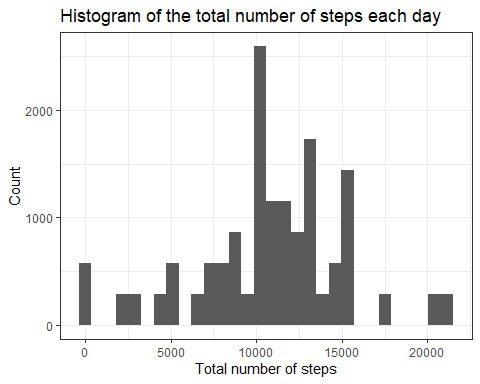 Histogram of the total number of steps each day
2000
1000
0
Count
0 5000 10000 15000 20000
Total number of steps